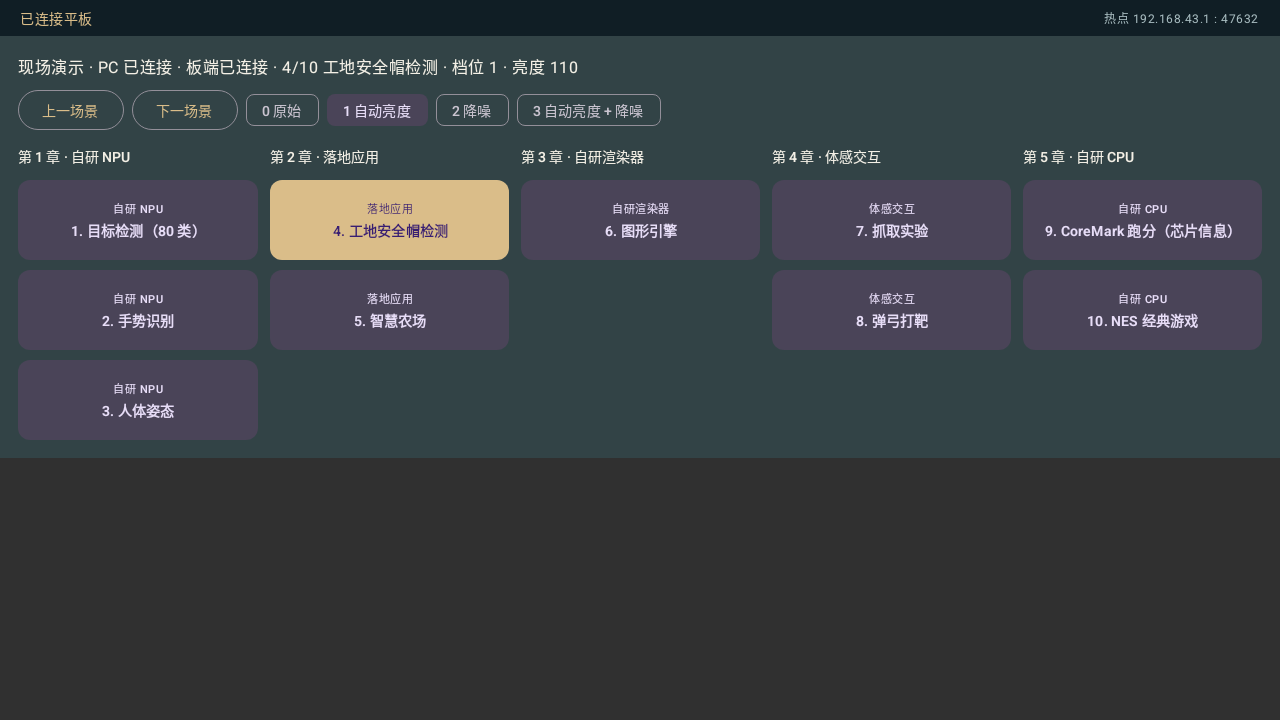 已连接平板
热点 192.168.43.1 : 47632
现场演示 · PC 已连接 · 板端已连接 · 4/10 工地安全帽检测 · 档位 1 · 亮度 110
上一场景
下一场景
0 原始
1 自动亮度
2 降噪
3 自动亮度 + 降噪
第 1 章 · 自研 NPU
自研 NPU
1. 目标检测（80 类）
自研 NPU
2. 手势识别
自研 NPU
3. 人体姿态
第 2 章 · 落地应用
落地应用
4. 工地安全帽检测
落地应用
5. 智慧农场
第 3 章 · 自研渲染器
自研渲染器
6. 图形引擎
第 4 章 · 体感交互
体感交互
7. 抓取实验
体感交互
8. 弹弓打靶
第 5 章 · 自研 CPU
自研 CPU
9. CoreMark 跑分（芯片信息）
自研 CPU
10. NES 经典游戏